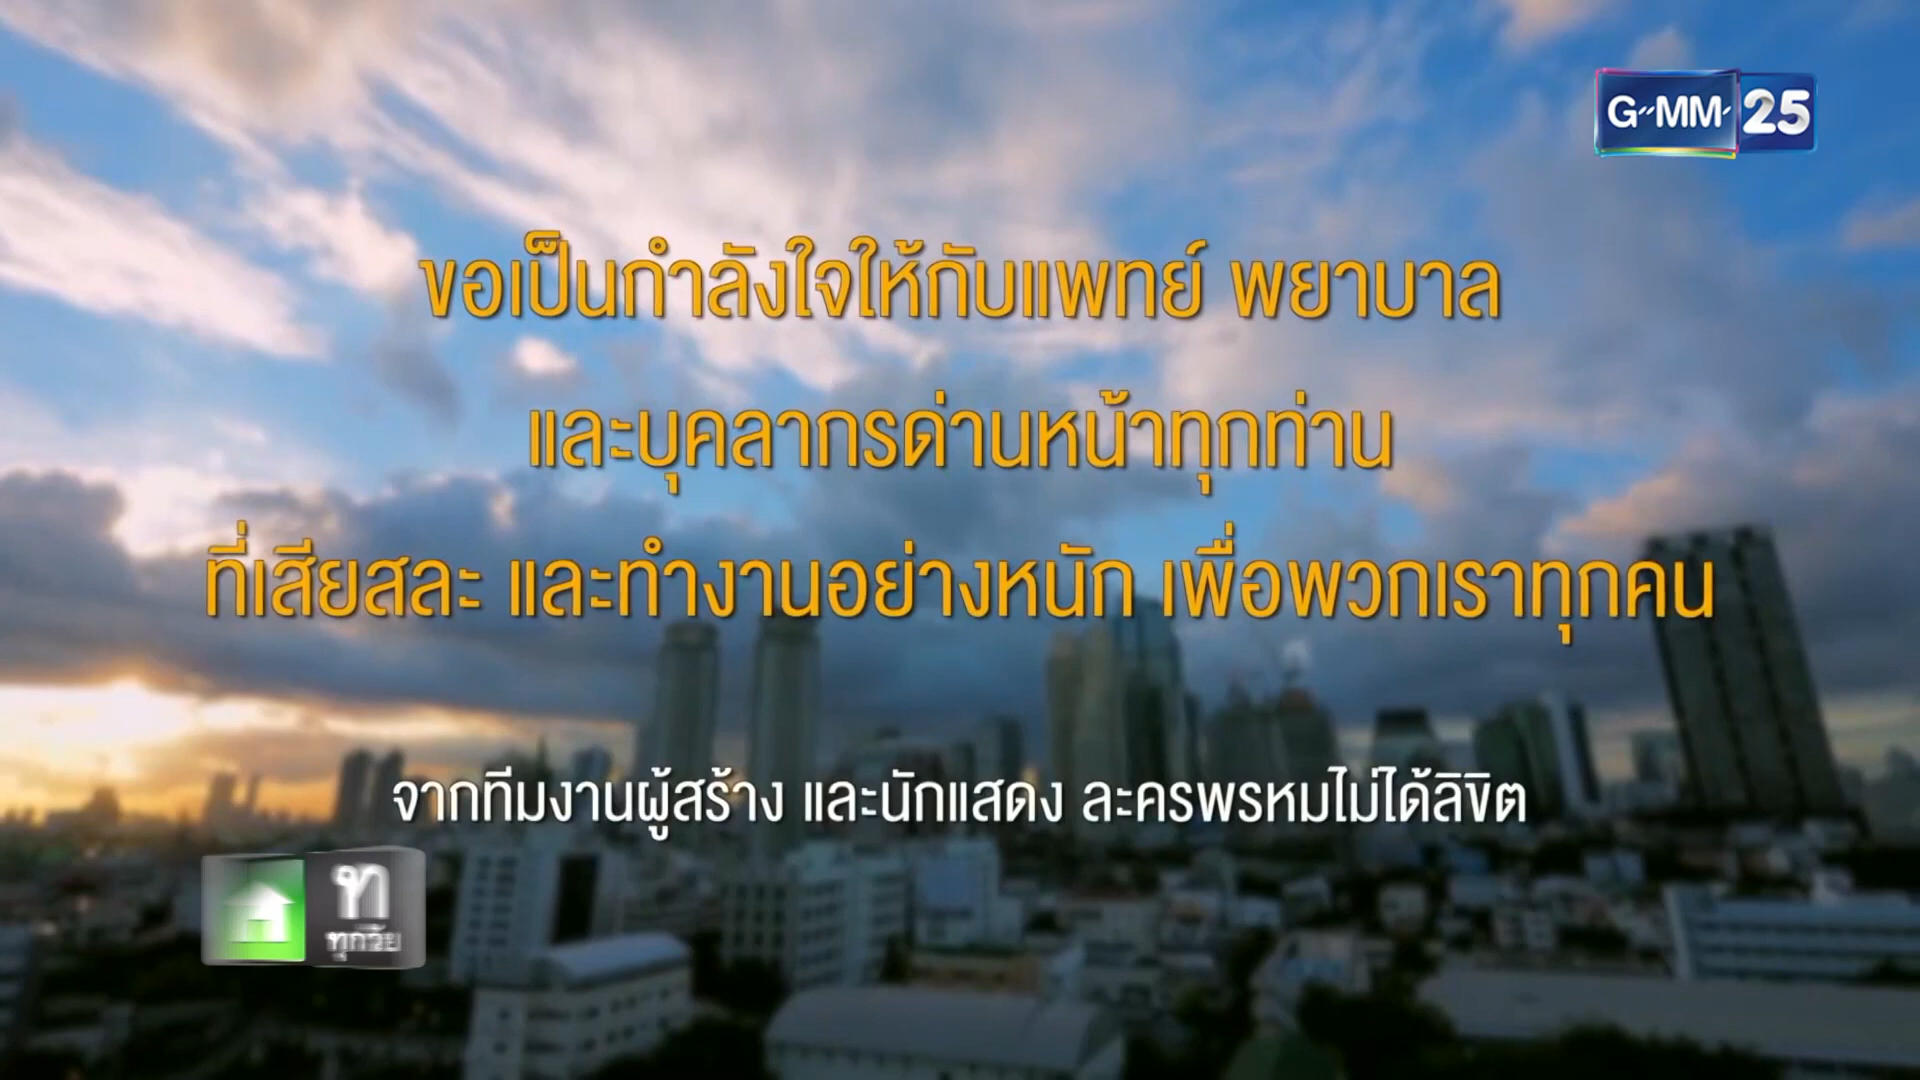 G"MM' 25
ขอเป็นกำลังใจให้กับแพทย์ พยาบาล
และบุคลากรด่านหน้าทุกท่าน
ที่เสียสละ และทำงานอย่างหนัก เพื่อพวกเราทุกคน
จากทีมงานผู้สร้าง และนักแสดง ละครพรหมไม่ได้ลิขิต
ท
ทุกวัย